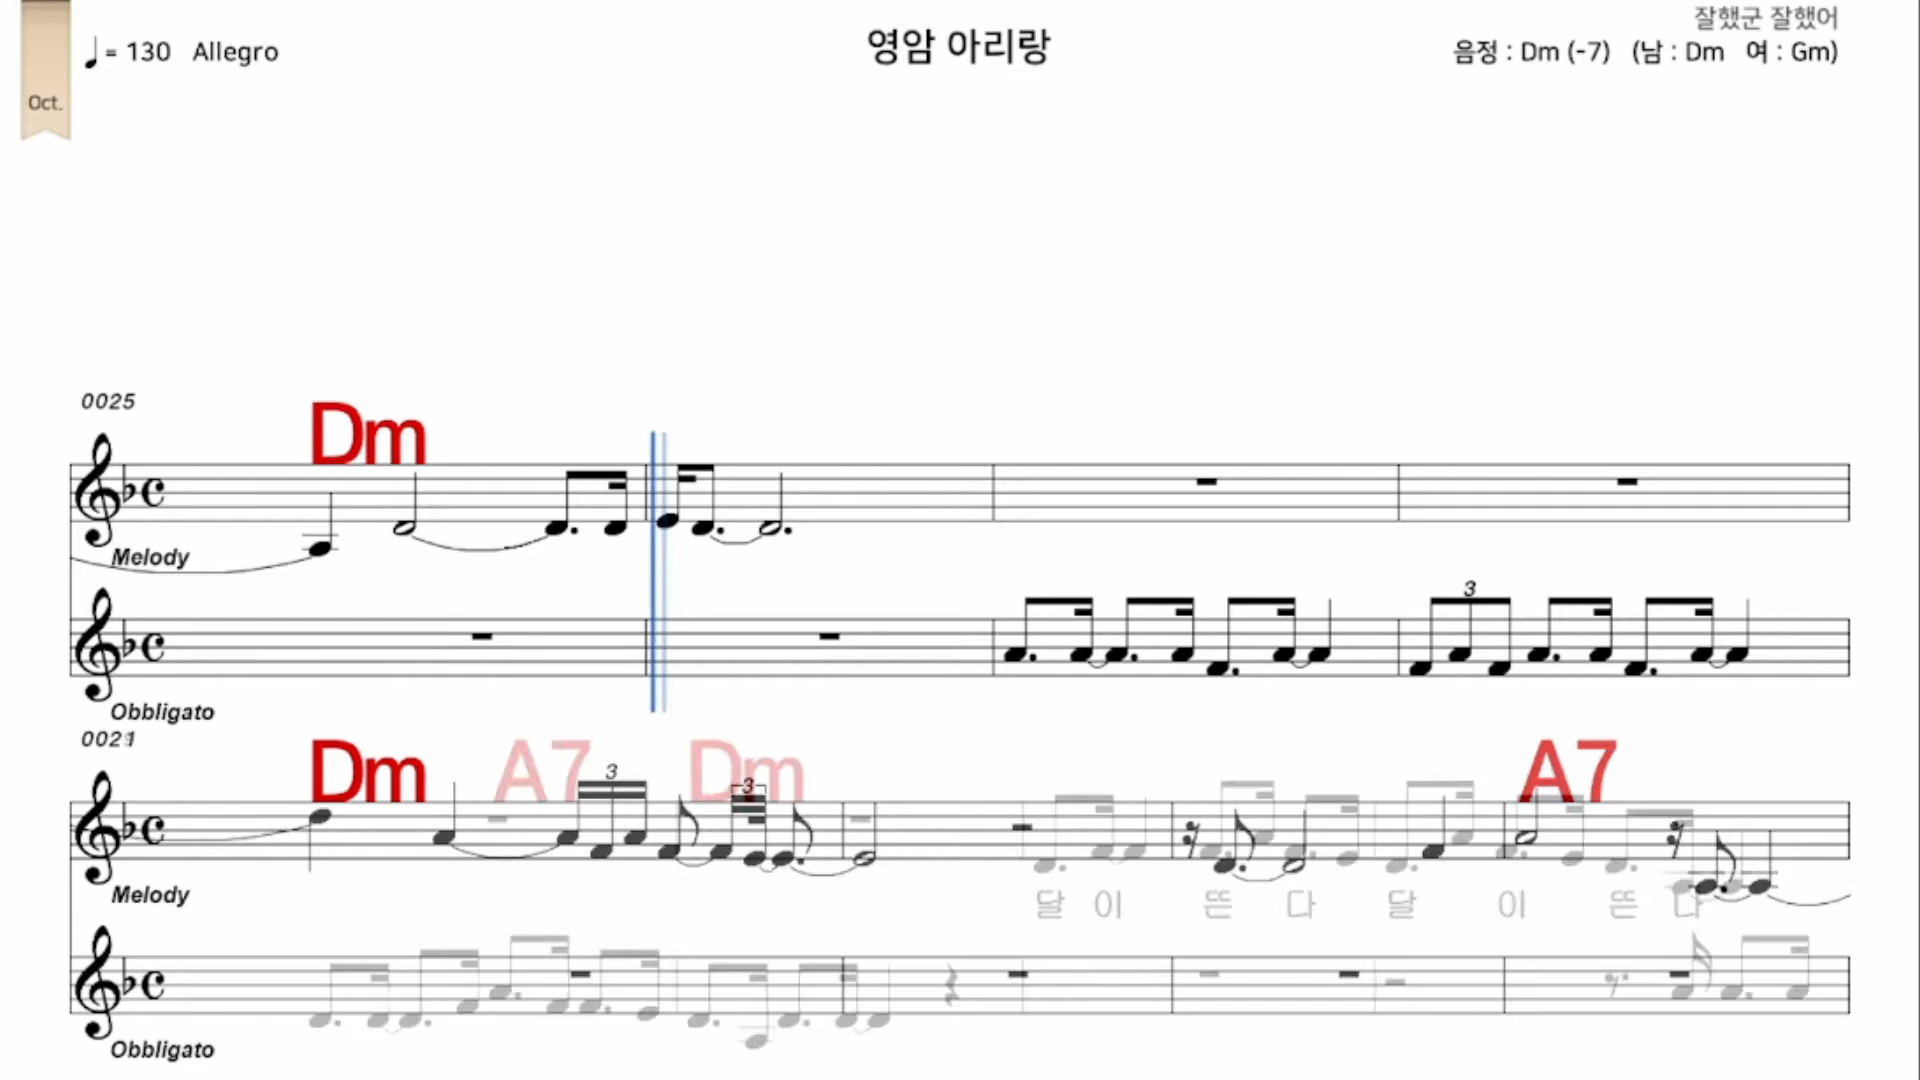 잘했군 잘했어
♩= 130 Allegro
영암 아리랑
음정 : Dm (-7) (남 : Dm 여 : Gm)
Oct.
0025
Dm
Melody
3
Obbligato
0021
Dm A7 Dm A7
3 3
Melody
달 이 뜬 다 달 이 뜬 다
Obbligato